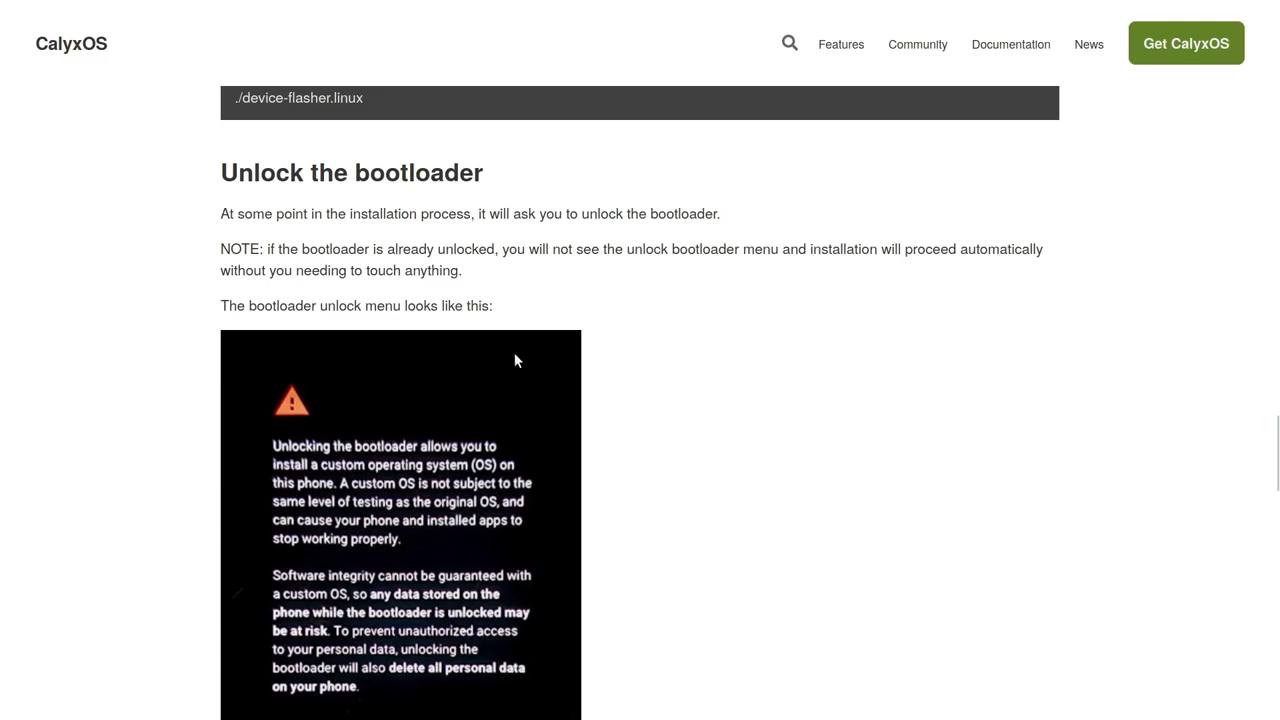 CalyxOS
Features
Community
Documentation
News
Get CalyxOS
./device-flasher.linux
Unlock the bootloader
At some point in the installation process, it will ask you to unlock the bootloader.
NOTE: if the bootloader is already unlocked, you will not see the unlock bootloader menu and installation will proceed automatically
without you needing to touch anything.
The bootloader unlock menu looks like this:
Unlocking the bootloader allows you to
install a custom operating system (OS) on
this phone. A custom OS is not subject to the
same level of testing as the original OS, and
can cause your phone and installed apps to
stop working properly.
Software integrity cannot be guaranteed with
a custom OS, so any data stored on the
phone while the bootloader is unlocked may
be at risk. To prevent unauthorized access
to your personal data, unlocking the
bootloader will also delete all personal data
on your phone.